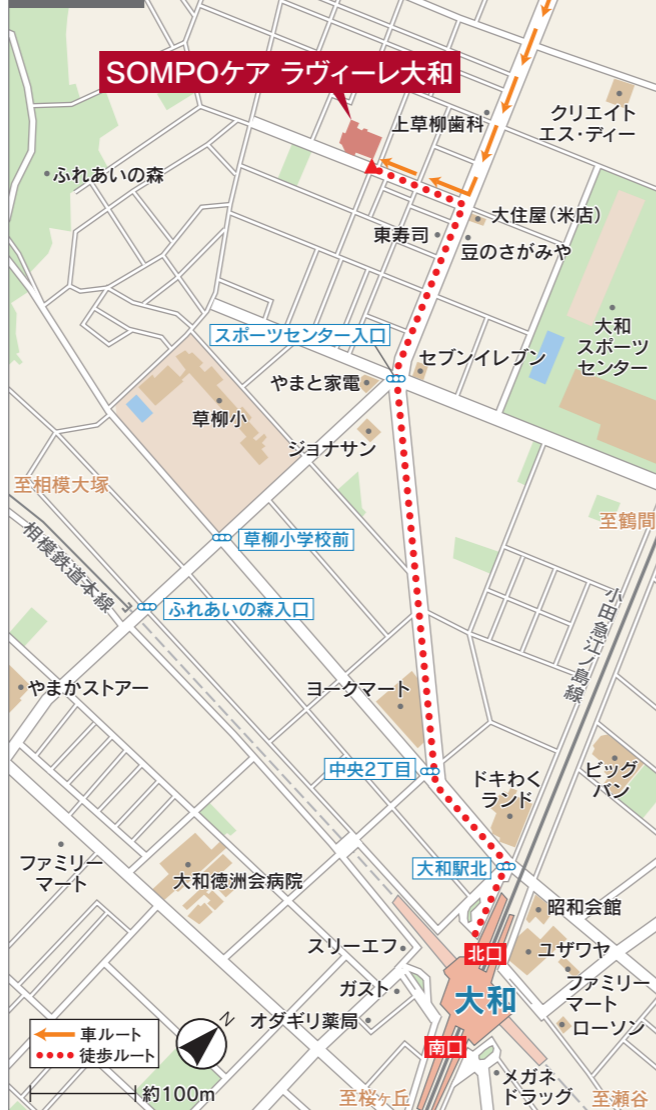 SOMPOケア ラヴィーレ大和
上草柳歯科
クリエイト
エス・ディー
ふれあいの森
大住屋(米店)
東寿司
豆のさがみや
大和
スポーツ
センター
スポーツセンター入口
セブンイレブン
やまと家電
草柳小
ジョナサン
至相模大塚
至鶴間
草柳小学校前
相模鉄道本線
ふれあいの森入口
小田急江ノ島線
やまかストアー
ヨークマート
中央2丁目
ドキわく
ランド
ビッグ
バン
ファミリー
マート
大和徳洲会病院
大和駅北
昭和会館
スリーエフ
北口
ユザワヤ
ガスト
大和
ファミリー
マート
オダギリ薬局
ローソン
南口
車ルート
徒歩ルート
N
約100m
メガネ
ドラッグ
至桜ヶ丘
至瀬谷